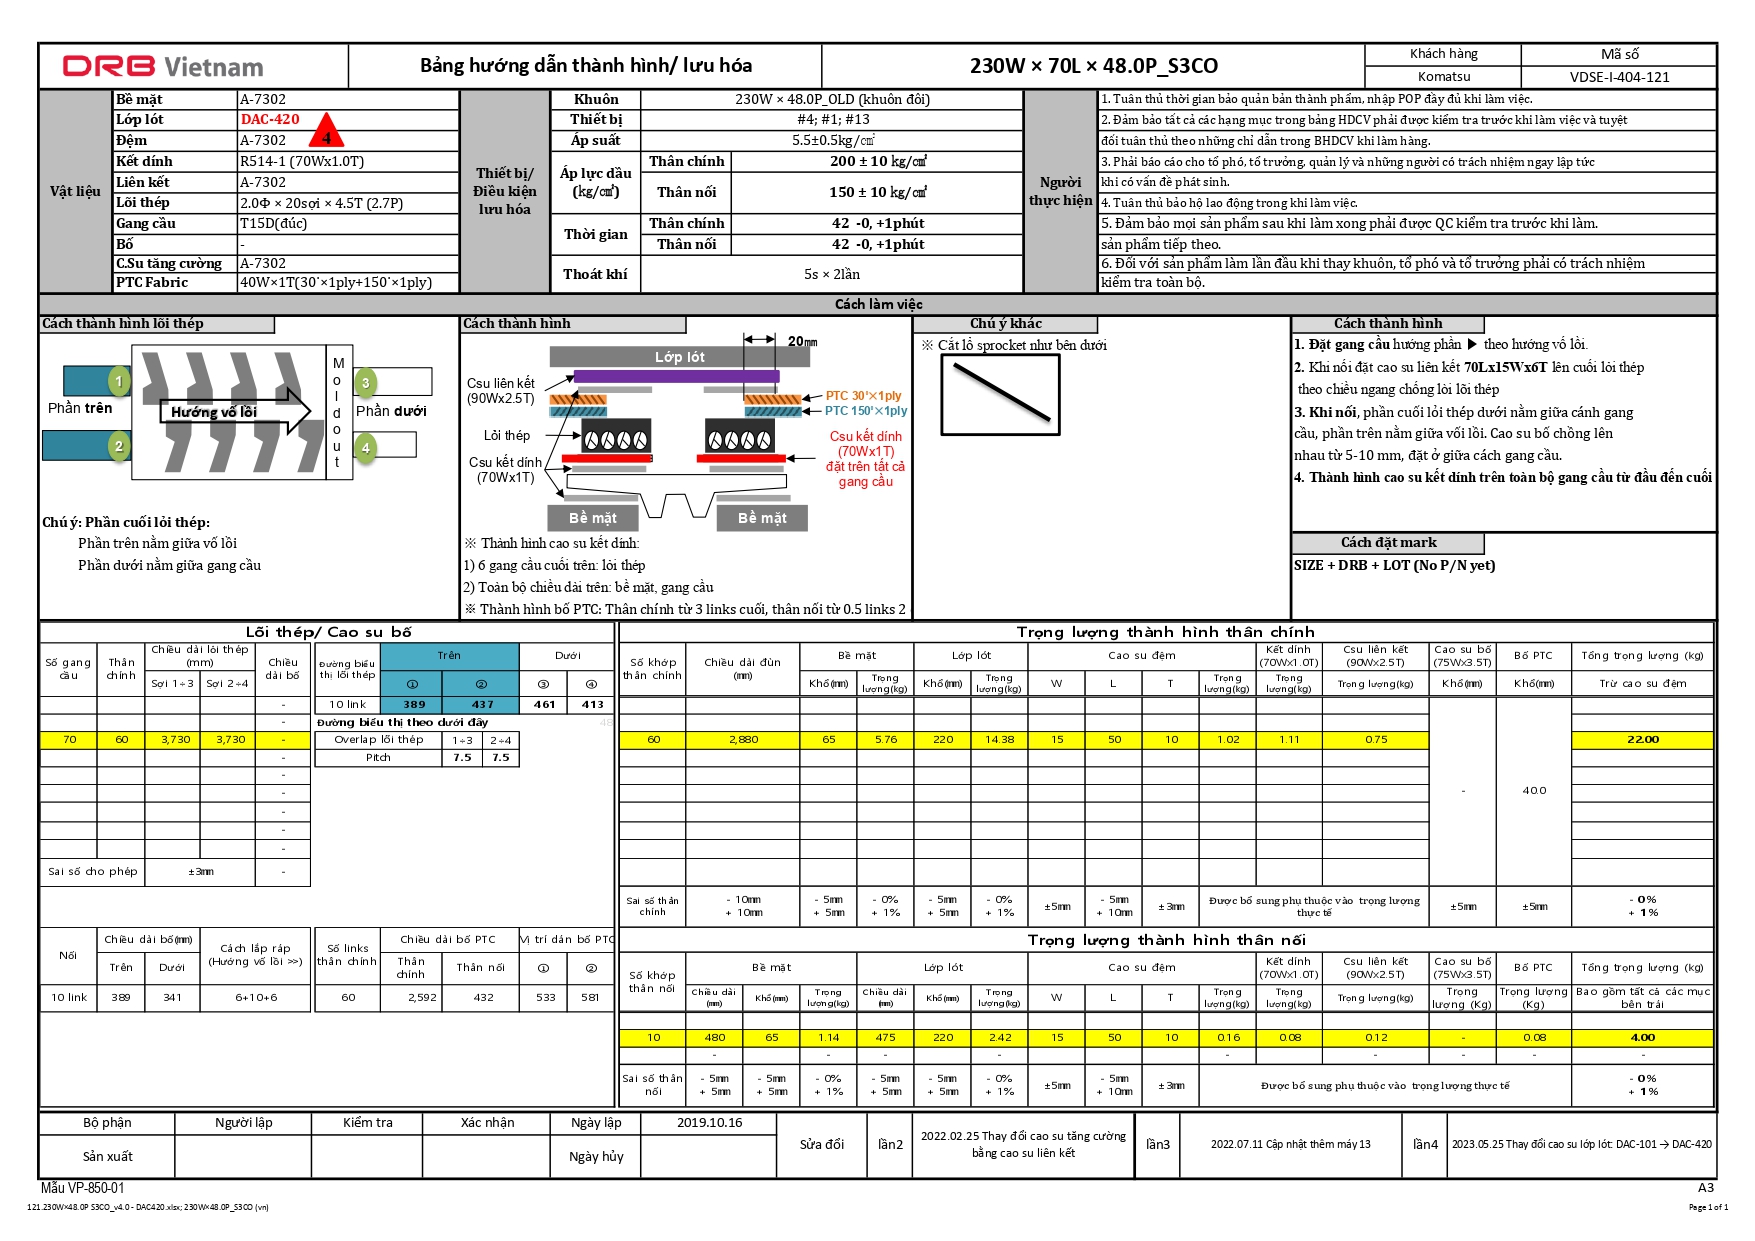 DRB Vietnam
Bảng hướng dẫn thành hình/ lưu hóa
230W × 70L × 48.0P_S3CO
Khách hàng
Mã số
Komatsu
VDSE-I-404-121
Vật liệu
Bề mặt
A-7302
Lớp lót
DAC-420
4
Đệm
A-7302
Kết dính
R514-1 (70Wx1.0T)
Liên kết
A-7302
Lõi thép
2.0Φ × 20sợi × 4.5T (2.7P)
Gang cầu
T15D(đúc)
Bố
-
C.Su tăng cường
A-7302
PTC Fabric
40W×1T(30˚×1ply+150˚×1ply)
Thiết bị/
Điều kiện
lưu hóa
Khuôn
230W × 48.0P_OLD (khuôn đôi)
Thiết bị
#4; #1; #13
Áp suất
5.5±0.5kg/㎠
Áp lực dầu
(kg/㎠)
Thân chính
200 ± 10 kg/㎠
Thân nối
150 ± 10 kg/㎠
Thời gian
Thân chính
42 -0, +1phút
Thân nối
42 -0, +1phút
Thoát khí
5s × 2lần
Người
thực hiện
1. Tuân thủ thời gian bảo quản bán thành phẩm, nhập POP đầy đủ khi làm việc.
2. Đảm bảo tất cả các hạng mục trong bảng HDCV phải được kiểm tra trước khi làm việc và tuyệt
đối tuân thủ theo những chỉ dẫn trong BHDCV khi làm hàng.
3. Phải báo cáo cho tổ phó, tổ trưởng, quản lý và những người có trách nhiệm ngay lập tức
khi có vấn đề phát sinh.
4. Tuân thủ bảo hộ lao động trong khi làm việc.
5. Đảm bảo mọi sản phẩm sau khi làm xong phải được QC kiểm tra trước khi làm.
sản phẩm tiếp theo.
6. Đối với sản phẩm làm lần đầu khi thay khuôn, tổ phó và tổ trưởng phải có trách nhiệm
kiểm tra toàn bộ.
Cách làm việc
Cách thành hình lõi thép
1
2
Phần trên
Hướng vố lồi
Moldout
3
4
Phần dưới
Chú ý: Phần cuối lỏi thép:
Phần trên nằm giữa vố lồi
Phần dưới nằm giữa gang cầu
Cách thành hình
20mm
Lớp lót
Csu liên kết
(90Wx2.5T)
PTC 30˚×1ply
PTC 150˚×1ply
Lỏi thép
Csu kết dính
(70Wx1T)
Csu kết dính
(70Wx1T)
đặt trên tất cả
gang cầu
Bề mặt
Bề mặt
※ Thành hình cao su kết dính:
1) 6 gang cầu cuối trên: lỏi thép
2) Toàn bộ chiều dài trên: bề mặt, gang cầu
※ Thành hình bố PTC: Thân chính từ 3 links cuối, thân nối từ 0.5 links 2
Chú ý khác
※ Cắt lổ sprocket như bên dưới
Cách thành hình
1. Đặt gang cầu hướng phần ▶ theo hướng vố lồi.
2. Khi nối đặt cao su liên kết 70Lx15Wx6T lên cuối lõi thép
theo chiều ngang chống lòi lõi thép
3. Khi nối, phần cuối lỏi thép dưới nằm giữa cánh gang
cầu, phần trên nằm giữa vối lồi. Cao su bố chồng lên
nhau từ 5-10 mm, đặt ở giữa cách gang cầu.
4. Thành hình cao su kết dính trên toàn bộ gang cầu từ đầu đến cuối
Cách đặt mark
SIZE + DRB + LOT (No P/N yet)
Lõi thép/ Cao su bố
Số gang cầu
Thân chính
Chiều dài lỏi thép (mm)
Sợi 1÷3
Sợi 2÷4
Chiều dài bố
-
-
70 60 3,730 3,730 -
-
-
-
-
-
-
Sai số cho phép
±3mm
-
Đường biểu thị lõi thép
Trên
Dưới
① ② ③ ④
10 link 389 437 461 413
Đường biểu thị theo dưới đây
48
Overlap lõi thép 1÷3 2÷4
Pitch 7.5 7.5
Nối
Chiều dài bố(mm)
Trên
Dưới
Cách lắp ráp
(Hướng vố lồi >>)
10 link 389 341 6+10+6
Số links thân chính
Chiều dài bố PTC
Thân chính
Thân nối
Vị trí dán bố PTC
① ②
60 2,592 432 533 581
Trọng lượng thành hình thân chính
Số khớp thân chính
Chiều dài đùn (mm)
Bề mặt
Lớp lót
Cao su đệm
Kết dính (70Wx1.0T)
Csu liên kết (90Wx2.5T)
Cao su bố (75Wx3.5T)
Bố PTC
Tổng trọng lượng (kg)
Khổ(mm)
Trọng lượng(kg)
Khổ(mm)
Trọng lượng(kg)
W
L
T
Trọng lượng(kg)
Trọng lượng(kg)
Trọng lượng(kg)
Khổ(mm)
Khổ(mm)
Trừ cao su đệm
60 2,880 65 5.76 220 14.38 15 50 10 1.02 1.11 0.75 22.00
-
40.0
Sai số thân chính
- 10mm + 10mm
- 5mm + 5mm
- 0% + 1%
- 5mm + 5mm
- 0% + 1%
±5mm
- 5mm + 10mm
±3mm
Được bổ sung phụ thuộc vào trọng lượng thực tế
±5mm
±5mm
- 0% + 1%
Trọng lượng thành hình thân nối
Số khớp thân nối
Bề mặt
Lớp lót
Cao su đệm
Kết dính (70Wx1.0T)
Csu liên kết (90Wx2.5T)
Cao su bố (75Wx3.5T)
Bố PTC
Tổng trọng lượng (kg)
Chiều dài (mm)
Khổ(mm)
Trọng lượng(kg)
Chiều dài (mm)
Khổ(mm)
Trọng lượng(kg)
W
L
T
Trọng lượng(kg)
Trọng lượng(kg)
Trọng lượng(kg)
Trọng lượng (Kg)
Trọng lượng (Kg)
Bao gồm tất cả các mục bên trái
10 480 65 1.14 475 220 2.42 15 50 10 0.16 0.08 0.12 - 0.08 4.00
- - - - - - - - -
Sai số thân nối
- 5mm + 5mm
- 5mm + 5mm
- 0% + 1%
- 5mm + 5mm
- 5mm + 5mm
- 0% + 1%
±5mm
- 5mm + 10mm
±3mm
Được bổ sung phụ thuộc vào trọng lượng thực tế
- 0% + 1%
Bộ phận
Người lập
Kiểm tra
Xác nhận
Ngày lập
2019.10.16
Sản xuất
Ngày hủy
Sửa đổi
lần2
2022.02.25 Thay đổi cao su tăng cường
bằng cao su liên kết
lần3
2022.07.11 Cập nhật thêm máy 13
lần4
2023.05.25 Thay đổi cao su lớp lót: DAC-101 → DAC-420
Mẫu VP-850-01
A3
121.230W×48.0P S3CO_v4.0 - DAC420.xlsx; 230W×48.0P_S3CO (vn)
Page 1 of 1